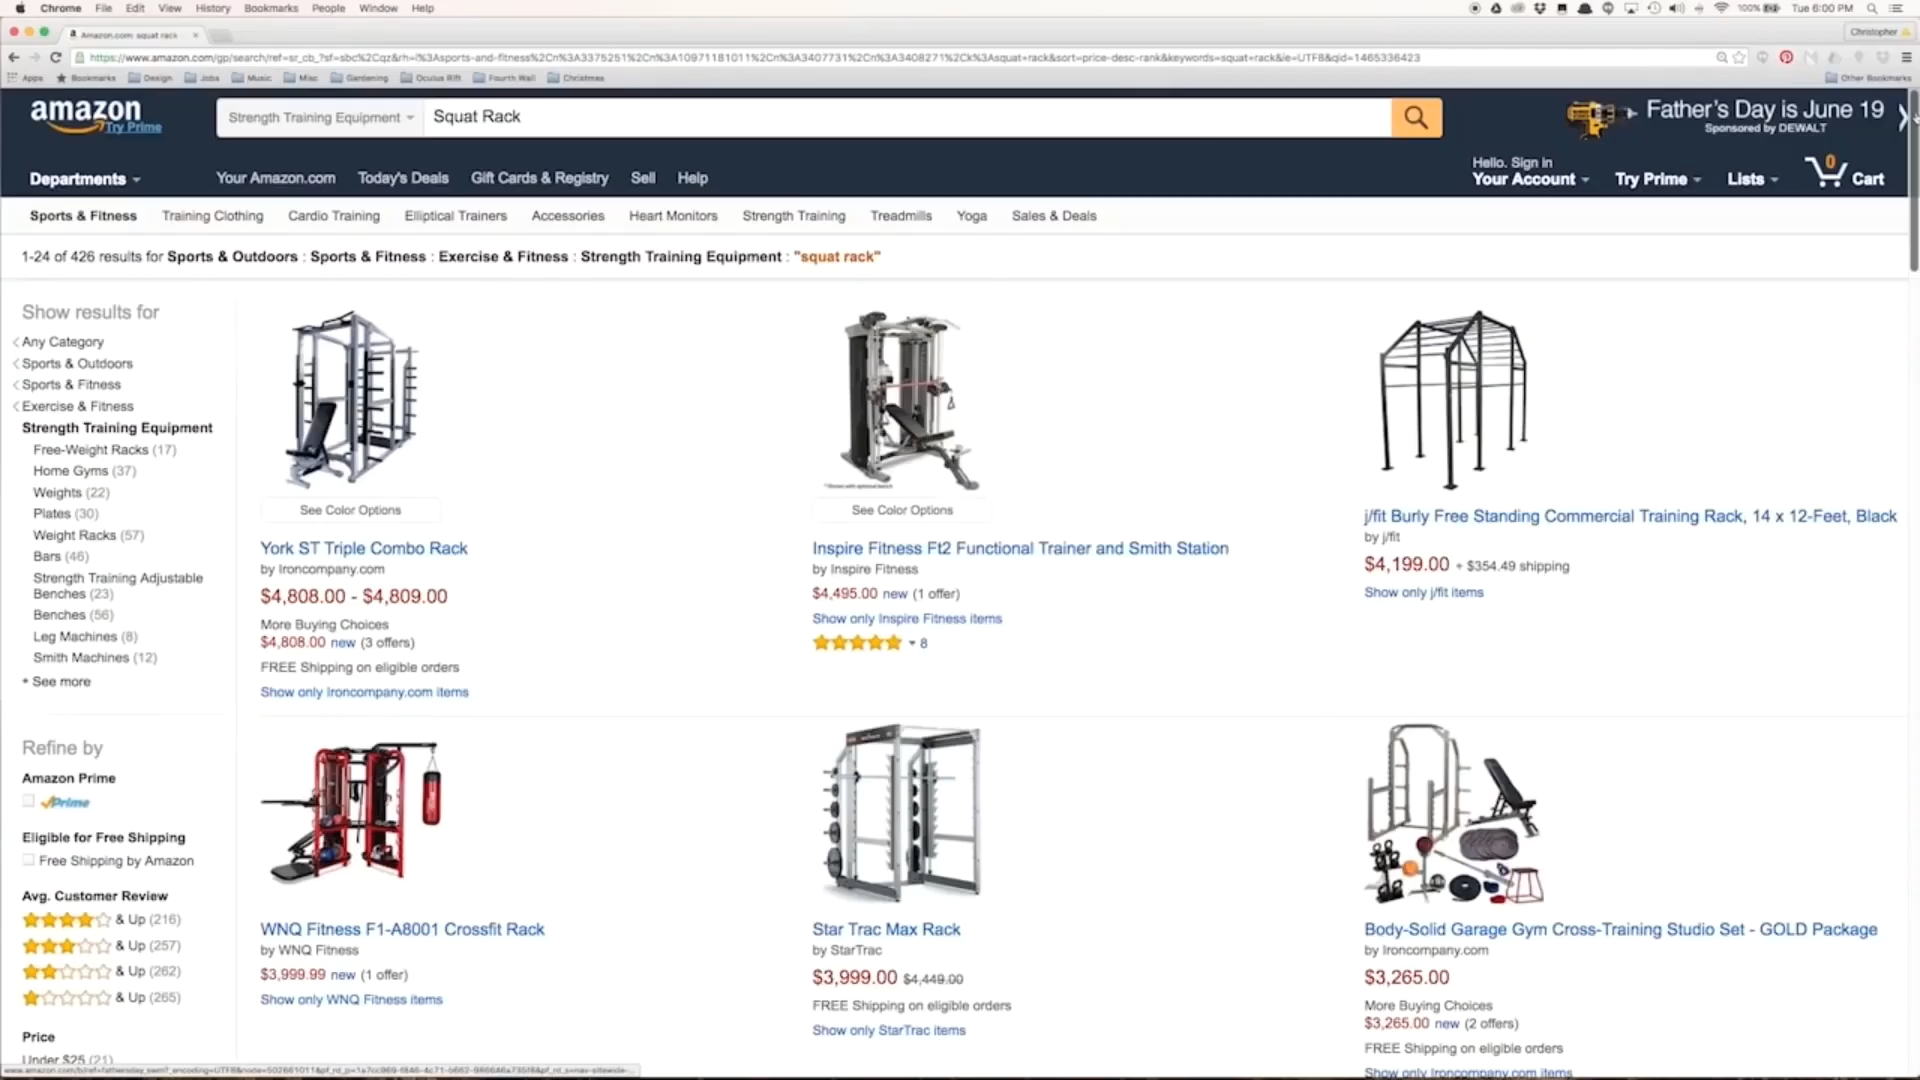 Chrome File Edit View History Bookmarks People Window Help 100% Tue 6:00 PM
Amazon.com: squat rack Christopher
https://www.amazon.com/gp/search/ref=sr_cb_?sf=sbc%2Cqz&rh=i%3Asports-and-fitness%2Cn%3A3375251%2Cn%3A10971181011%2Cn%3A3407731%2Cn%3A3408271%2Ck%3Asquat+rack&sort=price-desc-rank&keywords=squat+rack&ie=UTF8&qid=1465336423
Apps Bookmarks Design Jobs Music Misc Gardening Oculus Rift Fourth Wall Christmas Other Bookmarks
amazon
Try Prime
Strength Training Equipment
Squat Rack
Father's Day is June 19
Sponsored by DEWALT
Departments
Your Amazon.com Today's Deals Gift Cards & Registry Sell Help
Hello. Sign in
Your Account
Try Prime
Lists
0
Cart
Sports & Fitness Training Clothing Cardio Training Elliptical Trainers Accessories Heart Monitors Strength Training Treadmills Yoga Sales & Deals
1-24 of 426 results for Sports & Outdoors : Sports & Fitness : Exercise & Fitness : Strength Training Equipment : "squat rack"
Show results for
Any Category
Sports & Outdoors
Sports & Fitness
Exercise & Fitness
Strength Training Equipment
Free-Weight Racks (17)
Home Gyms (37)
Weights (22)
Plates (30)
Weight Racks (57)
Bars (46)
Strength Training Adjustable
Benches (23)
Benches (56)
Leg Machines (8)
Smith Machines (12)
+ See more
Refine by
Amazon Prime
Prime
Eligible for Free Shipping
Free Shipping by Amazon
Avg. Customer Review
& Up (216)
& Up (257)
& Up (262)
& Up (265)
Price
Under $25 (21)
See Color Options
York ST Triple Combo Rack
by Ironcompany.com
$4,808.00 - $4,809.00
More Buying Choices
$4,808.00 new (3 offers)
FREE Shipping on eligible orders
Show only Ironcompany.com items
See Color Options
Inspire Fitness Ft2 Functional Trainer and Smith Station
by Inspire Fitness
$4,495.00 new (1 offer)
Show only Inspire Fitness items
8
j/fit Burly Free Standing Commercial Training Rack, 14 x 12-Feet, Black
by j/fit
$4,199.00 + $354.49 shipping
Show only j/fit items
WNQ Fitness F1-A8001 Crossfit Rack
by WNQ Fitness
$3,999.99 new (1 offer)
Show only WNQ Fitness items
Star Trac Max Rack
by StarTrac
$3,999.00 $4,449.00
FREE Shipping on eligible orders
Show only StarTrac items
Body-Solid Garage Gym Cross-Training Studio Set - GOLD Package
by Ironcompany.com
$3,265.00
More Buying Choices
$3,265.00 new (2 offers)
FREE Shipping on eligible orders
Show only Ironcompany.com items